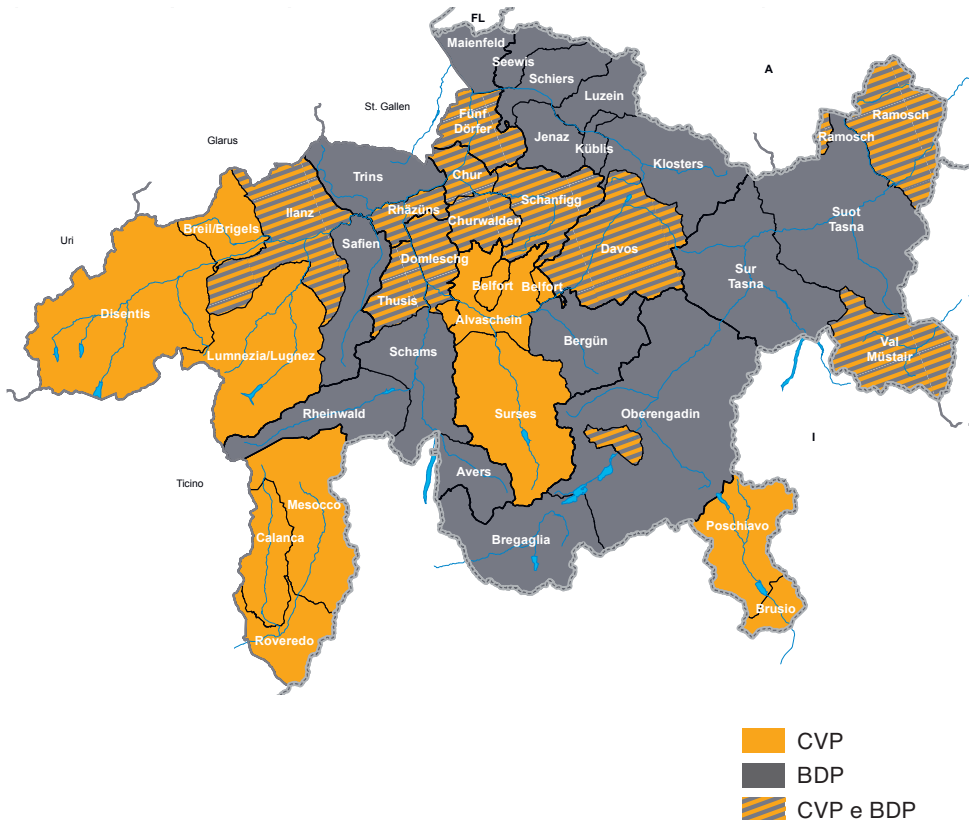 FL
Maienfeld
Seewis
Schiers
A
Luzein
Ramosch
St. Gallen
Fünf
Dörfer
Jenaz
Küblis
Ramosch
Glarus
Klosters
Trins
Chur
Schanfigg
Ilanz
Rhäzüns
Churwalden
Suot
Tasna
Breil/Brigels
Uri
Safien
Domleschg
Davos
Sur
Tasna
Belfort
Belfort
Thusis
Disentis
Alvaschein
Val
Müstair
Lumnezia/Lugnez
Schams
Bergün
Rheinwald
Surses
Oberengadin
I
Ticino
Avers
Mesocco
Poschiavo
Calanca
Bregaglia
Brusio
Roveredo
CVP
BDP
CVP e BDP